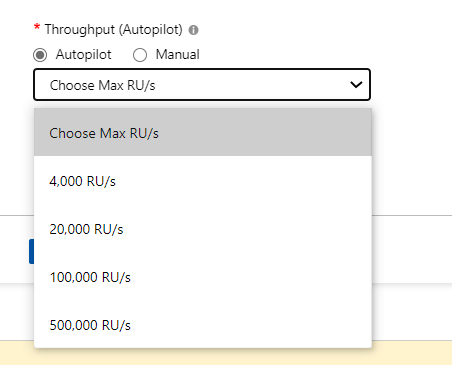 * Throughput (Autopilot)
Autopilot Manual
Choose Max RU/s
Choose Max RU/s
4,000 RU/s
20,000 RU/s
100,000 RU/s
500,000 RU/s